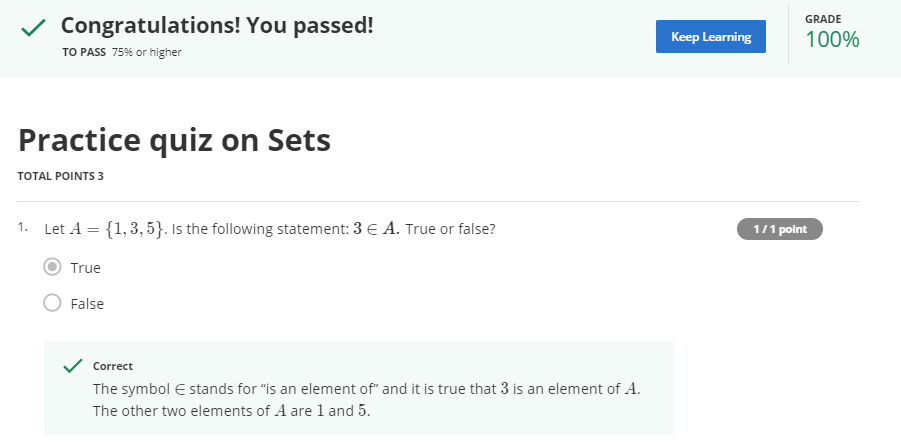 Congratulations! You passed!
TO PASS 75% or higher
Keep Learning
GRADE
100%
Practice quiz on Sets
TOTAL POINTS 3
1. Let A = {1, 3, 5}. Is the following statement: 3 ∈ A. True or false?
1 / 1 point
True
False
Correct
The symbol ∈ stands for “is an element of” and it is true that 3 is an element of A.
The other two elements of A are 1 and 5.